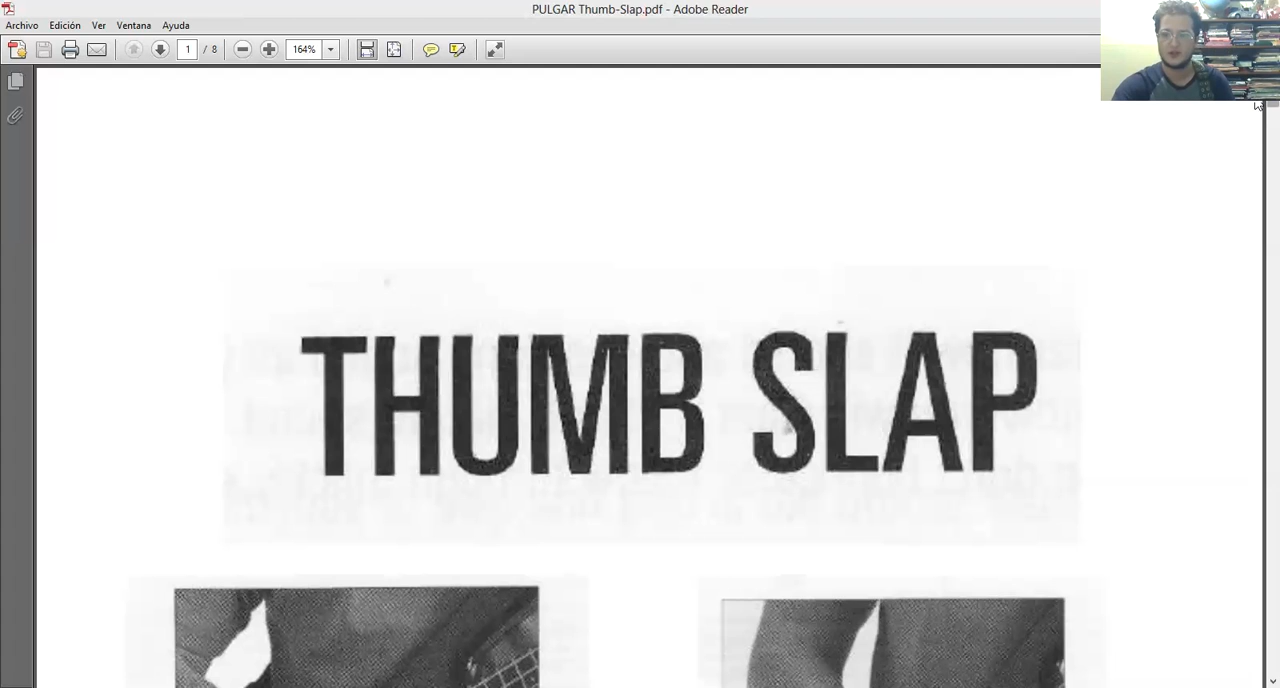 PULGAR Thumb-Slap.pdf - Adobe Reader
Archivo Edición Ver Ventana Ayuda
1 / 8 164%
THUMB SLAP